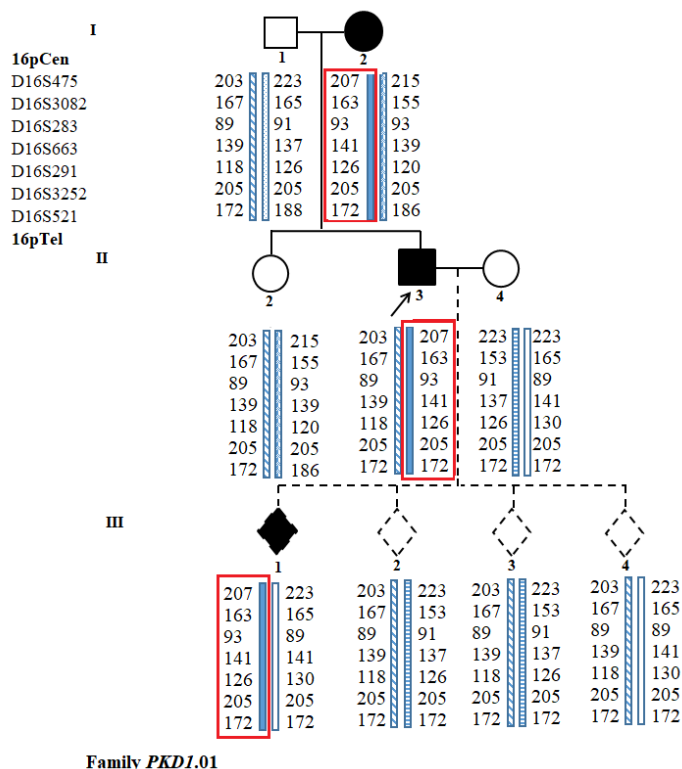 I
1 2
16pCen
D16S475 203 223 207 215
D16S3082 167 165 163 155
D16S283 89 91 93 93
D16S663 139 137 141 139
D16S291 118 126 126 120
D16S3252 205 205 205 205
D16S521 172 188 172 186
16pTel
II
2 3 4
203 215 203 207 223 223
167 155 167 163 153 165
89 93 89 93 91 89
139 139 139 141 137 141
118 120 118 126 126 130
205 205 205 205 205 205
172 186 172 172 172 172
III
1 2 3 4
207 223 203 223 203 223 203 223
163 165 167 153 167 153 167 165
93 89 89 91 89 91 89 89
141 141 139 137 139 137 139 141
126 130 118 126 118 126 118 130
205 205 205 205 205 205 205 205
172 172 172 172 172 172 172 172
Family PKD1.01